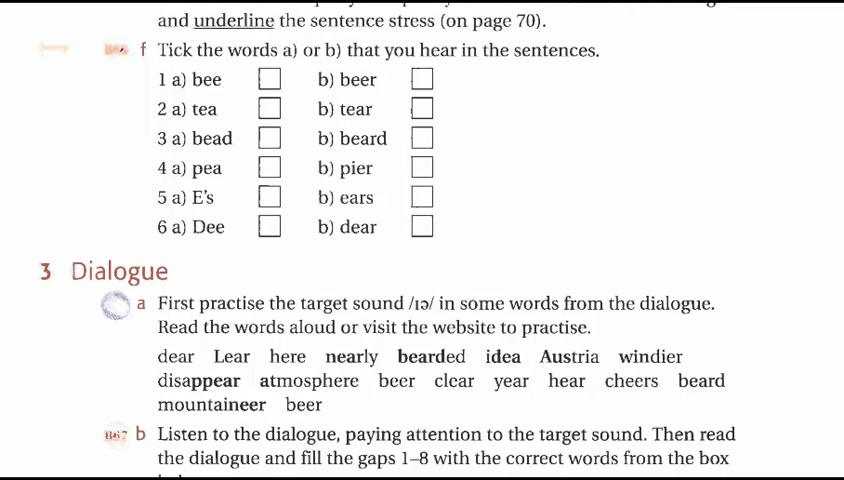 and underline the sentence stress (on page 70).
f Tick the words a) or b) that you hear in the sentences.
1 a) bee b) beer
2 a) tea b) tear
3 a) bead b) beard
4 a) pea b) pier
5 a) E's b) ears
6 a) Dee b) dear
3 Dialogue
a First practise the target sound /ɪə/ in some words from the dialogue.
Read the words aloud or visit the website to practise.
dear Lear here nearly bearded idea Austria windier
disappear atmosphere beer clear year hear cheers beard
mountaineer beer
B67 b Listen to the dialogue, paying attention to the target sound. Then read
the dialogue and fill the gaps 1–8 with the correct words from the box